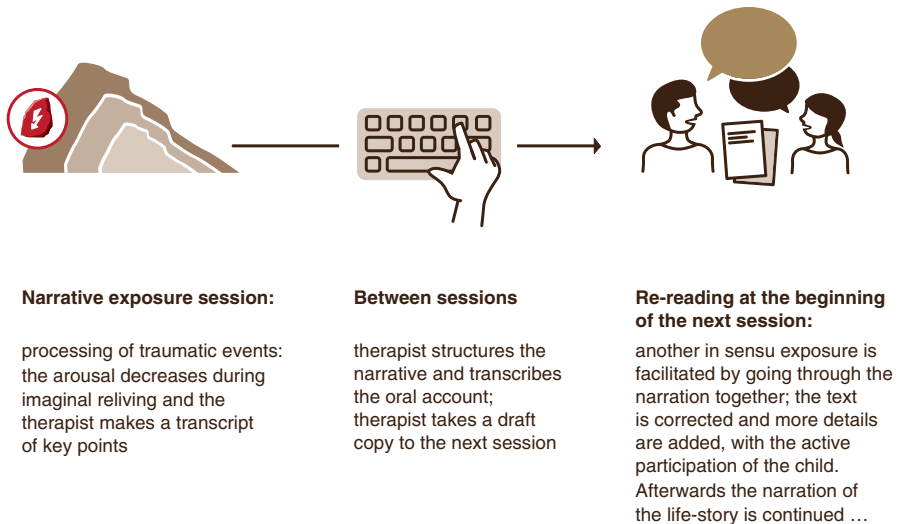 Narrative exposure session:
processing of traumatic events:
the arousal decreases during
imaginal reliving and the
therapist makes a transcript
of key points
Between sessions
therapist structures the
narrative and transcribes
the oral account;
therapist takes a draft
copy to the next session
Re-reading at the beginning
of the next session:
another in sensu exposure is
facilitated by going through the
narration together; the text
is corrected and more details
are added, with the active
participation of the child.
Afterwards the narration of
the life-story is continued …